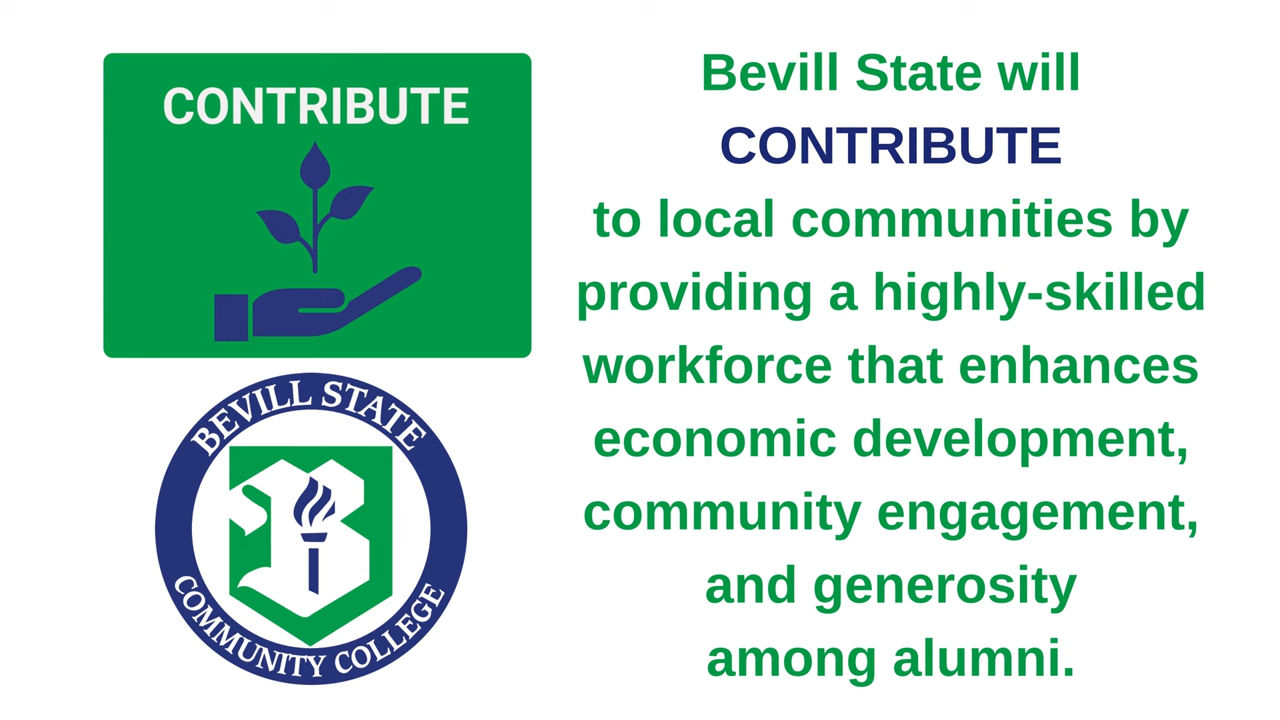 CONTRIBUTE
BEVILL STATE
COMMUNITY COLLEGE
B
Bevill State will
CONTRIBUTE
to local communities by
providing a highly-skilled
workforce that enhances
economic development,
community engagement,
and generosity
among alumni.